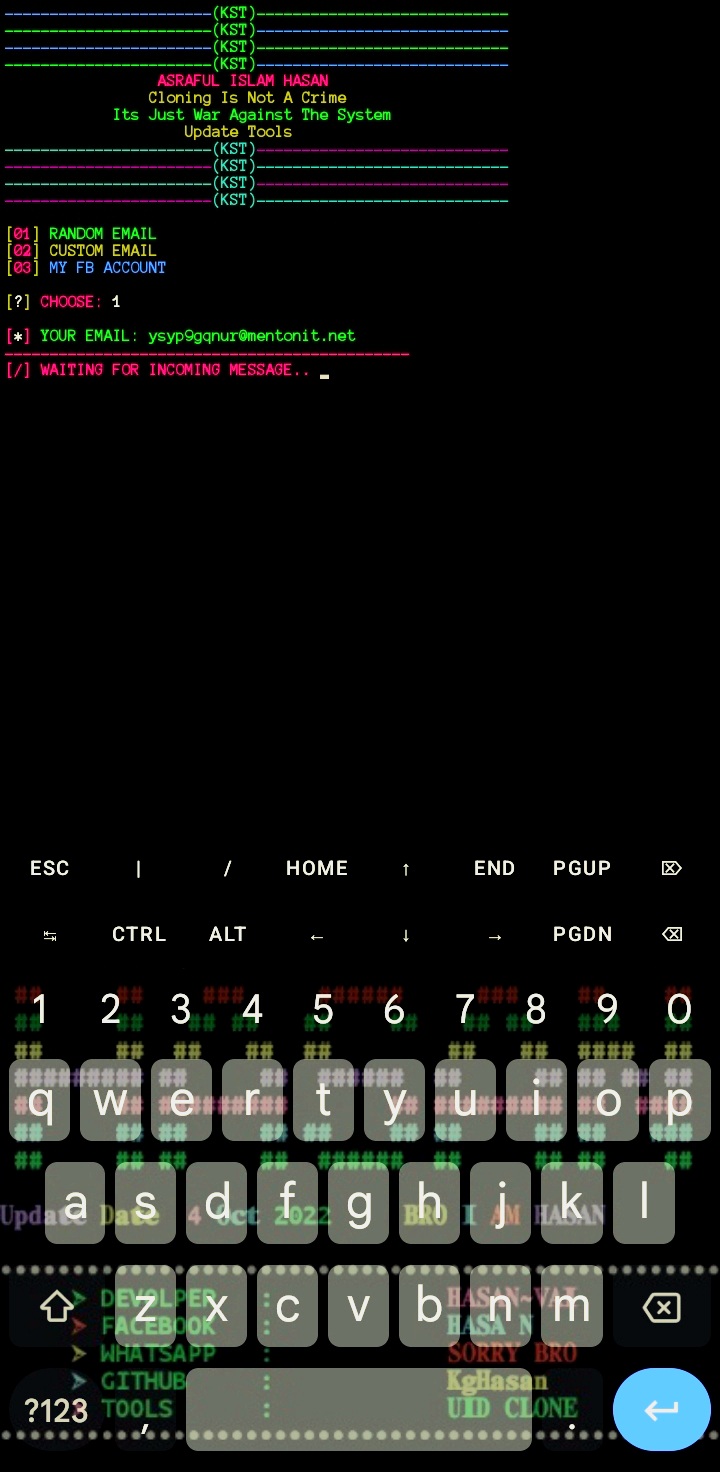 -----------------------(KST)----------------------------
-----------------------(KST)----------------------------
-----------------------(KST)----------------------------
-----------------------(KST)----------------------------
ASRAFUL ISLAM HASAN
Cloning Is Not A Crime
Its Just War Against The System
Update Tools
-----------------------(KST)----------------------------
-----------------------(KST)----------------------------
-----------------------(KST)----------------------------
-----------------------(KST)----------------------------
[01] RANDOM EMAIL
[02] CUSTOM EMAIL
[03] MY FB ACCOUNT
[?] CHOOSE: 1
[*] YOUR EMAIL: ysyp9gqnur@mentonit.net
---------------------------------------------
[/] WAITING FOR INCOMING MESSAGE..
ESC | / HOME ↑ END PGUP ⌦
↹ CTRL ALT ← ↓ → PGDN ⌫
1 2 3 4 5 6 7 8 9 0
q w e r t y u i o p
a s d f g h j k l
Update Date 4 Oct 2022 BRO I AM HASAN
z x c v b n m
➤ DEVOLPER : HASAN~VAI
➤ FACEBOOK : HASA N
➤ WHATSAPP : SORRY BRO
➤ GITHUB : KgHasan
➤ TOOLS : UID CLONE
?123 , .